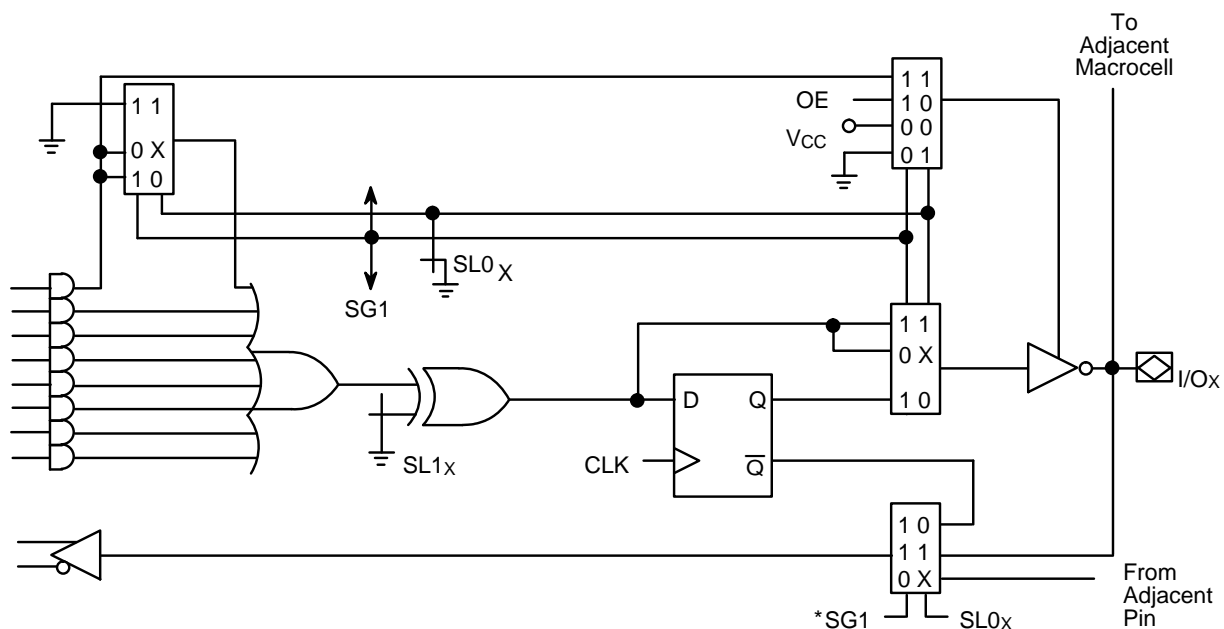 To
Adjacent
Macrocell
1 1
OE
1 0
VCC
0 0
0 1
1 1
0 X
1 0
SL0X
SG1
1 1
0 X
1 0
I/OX
D Q
CLK
Q̅
SL1X
1 0
1 1
0 X
From
Adjacent
Pin
*SG1
SL0X